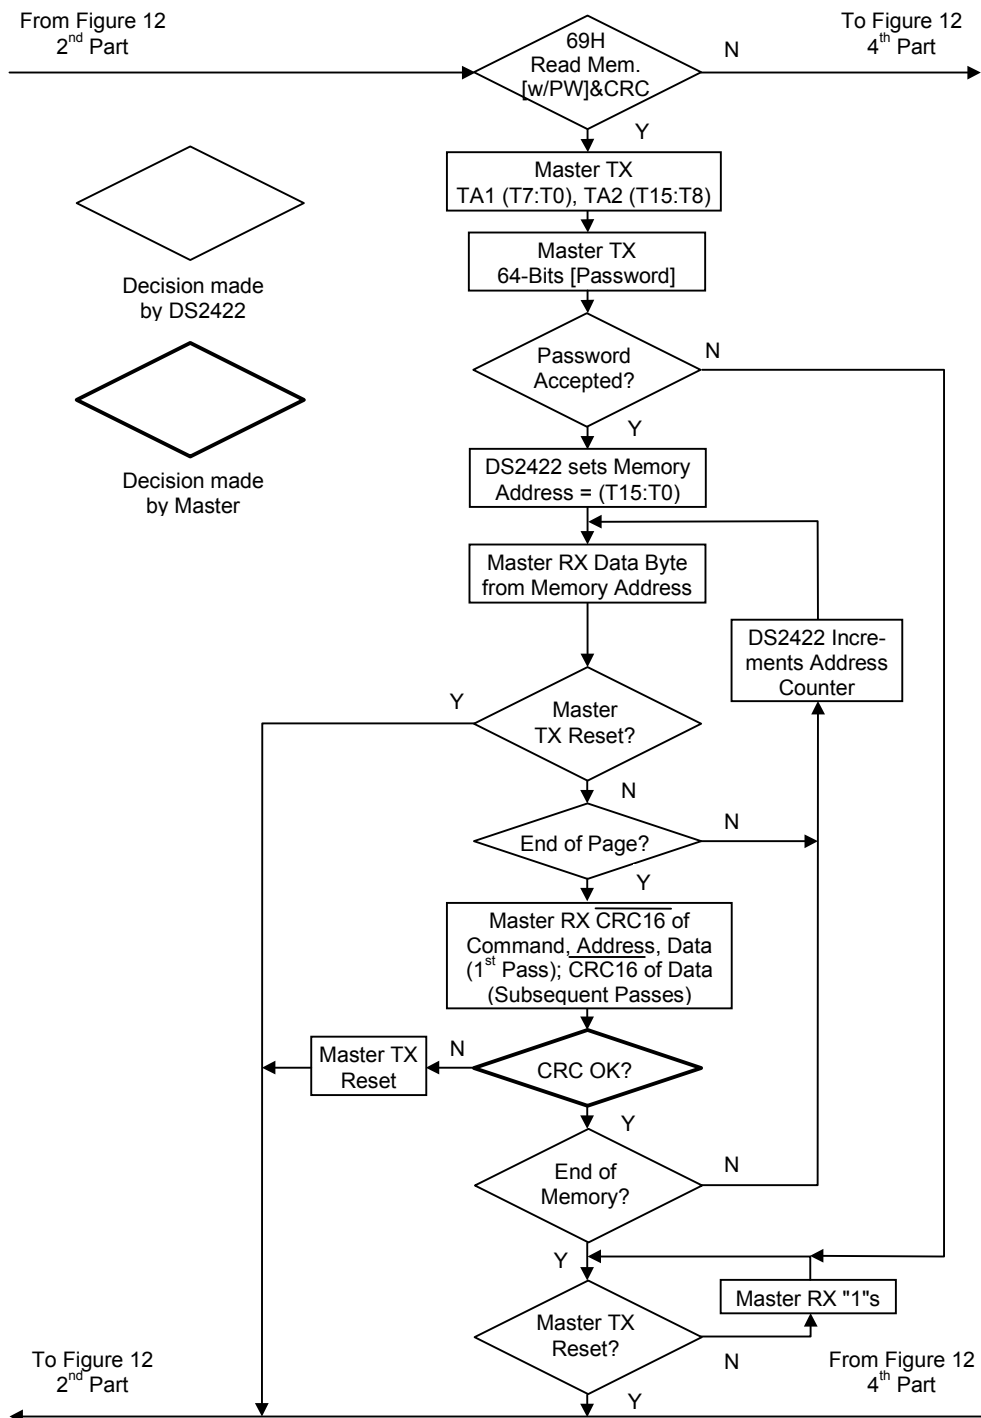 From Figure 12
2nd Part
To Figure 12
4th Part
69H
Read Mem.
[w/PW]&CRC
N
Y
Master TX
TA1 (T7:T0), TA2 (T15:T8)
Master TX
64-Bits [Password]
Decision made
by DS2422
Password
Accepted?
N
Y
Decision made
by Master
DS2422 sets Memory
Address = (T15:T0)
Master RX Data Byte
from Memory Address
DS2422 Incre-
ments Address
Counter
Y
Master
TX Reset?
N
End of Page?
N
Y
Master RX CRC16 of
Command, Address, Data
(1st Pass); CRC16 of Data
(Subsequent Passes)
Master TX
Reset
N
CRC OK?
Y
End of
Memory?
N
Y
Master RX "1"s
Master TX
Reset?
N
Y
To Figure 12
2nd Part
From Figure 12
4th Part